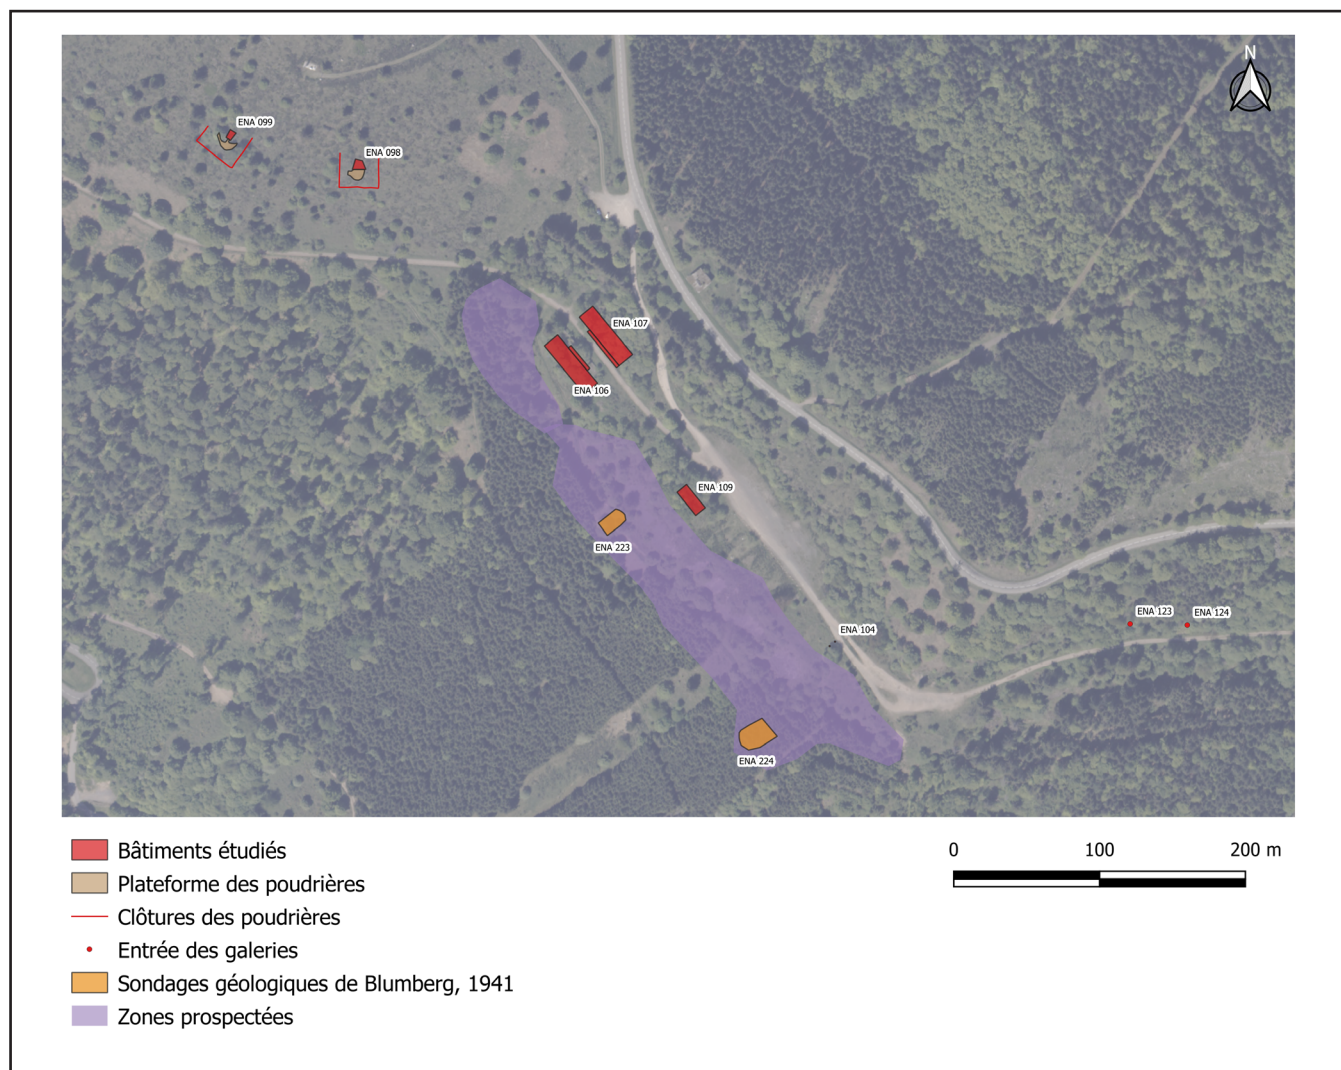 N
ENA 099
ENA 098
ENA 107
ENA 106
ENA 109
ENA 223
ENA 123
ENA 124
ENA 104
ENA 224
Bâtiments étudiés
Plateforme des poudrières
Clôtures des poudrières
Entrée des galeries
Sondages géologiques de Blumberg, 1941
Zones prospectées
0 100 200 m